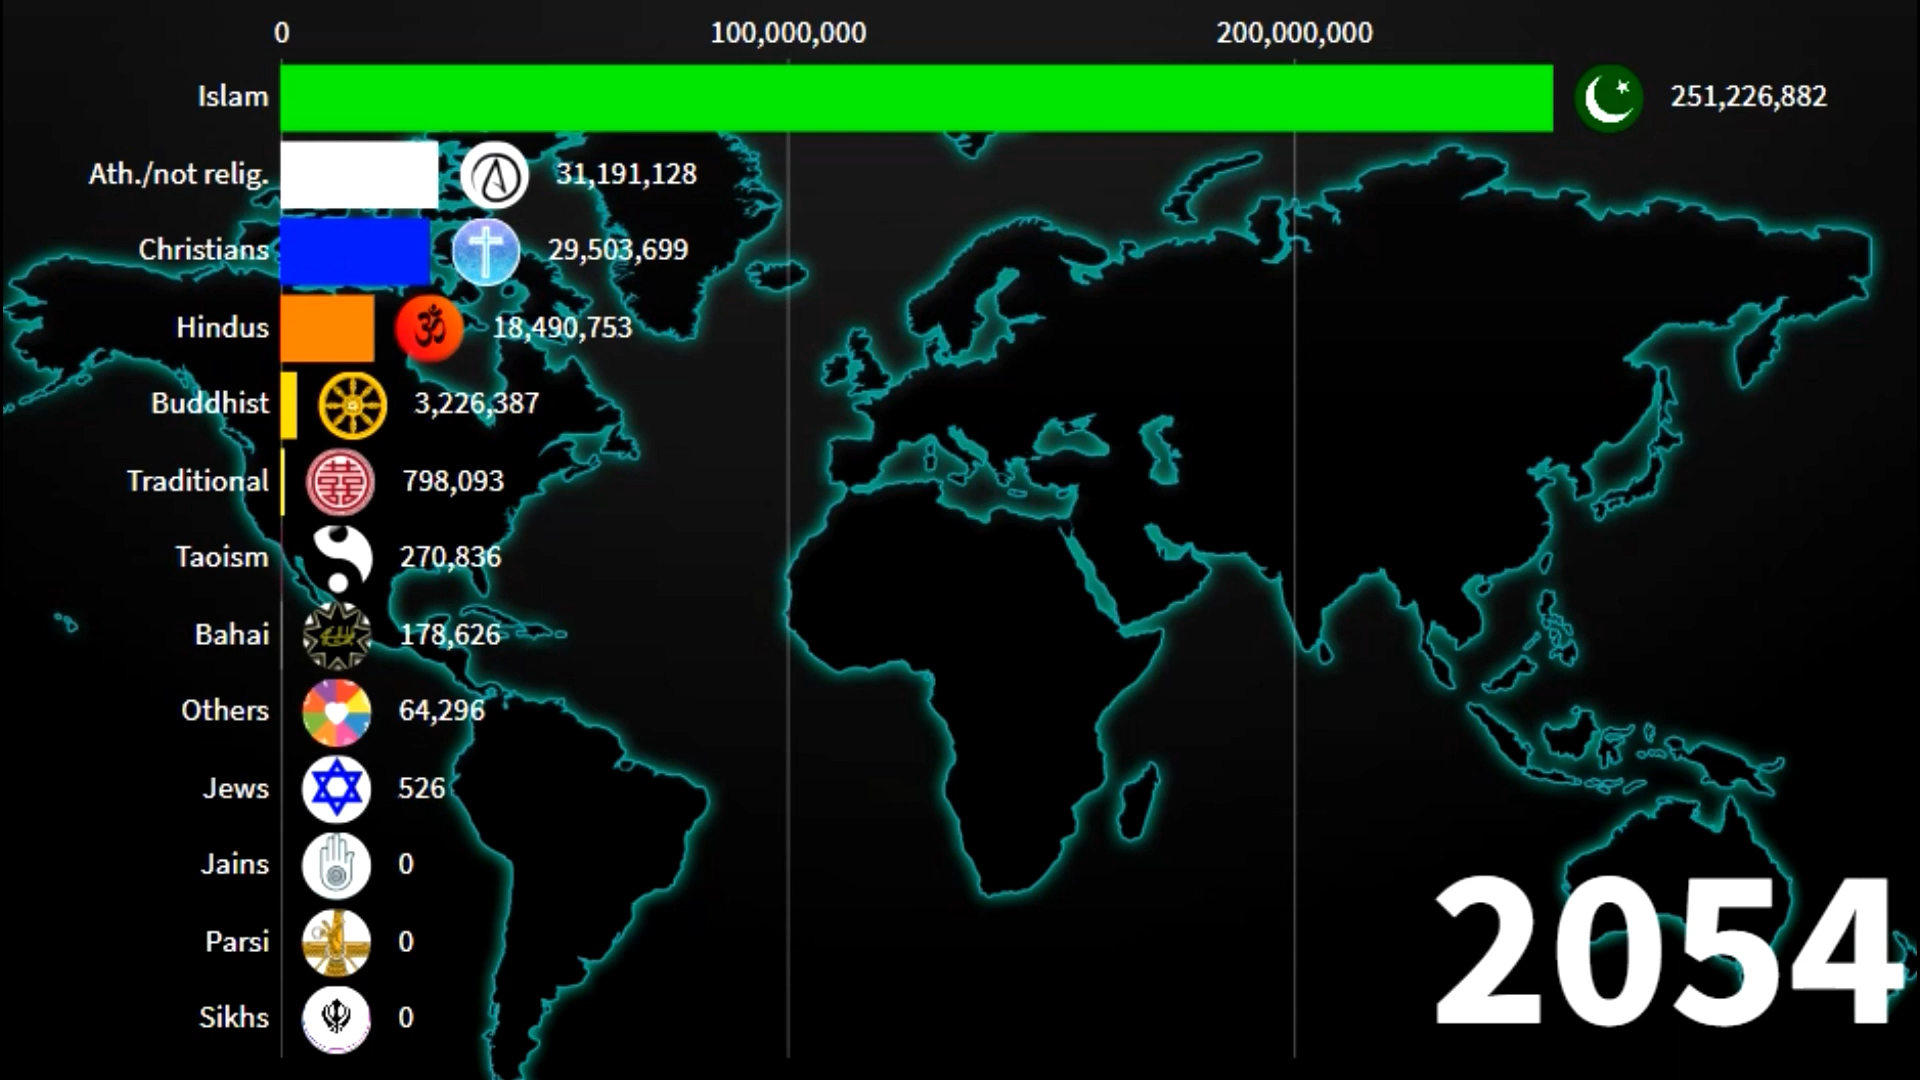 0 100,000,000 200,000,000
Islam 251,226,882
Ath./not relig. 31,191,128
Christians 29,503,699
Hindus 18,490,753
Buddhist 3,226,387
Traditional 798,093
Taoism 270,836
Bahai 178,626
Others 64,296
Jews 526
Jains 0
Parsi 0
Sikhs 0
2054